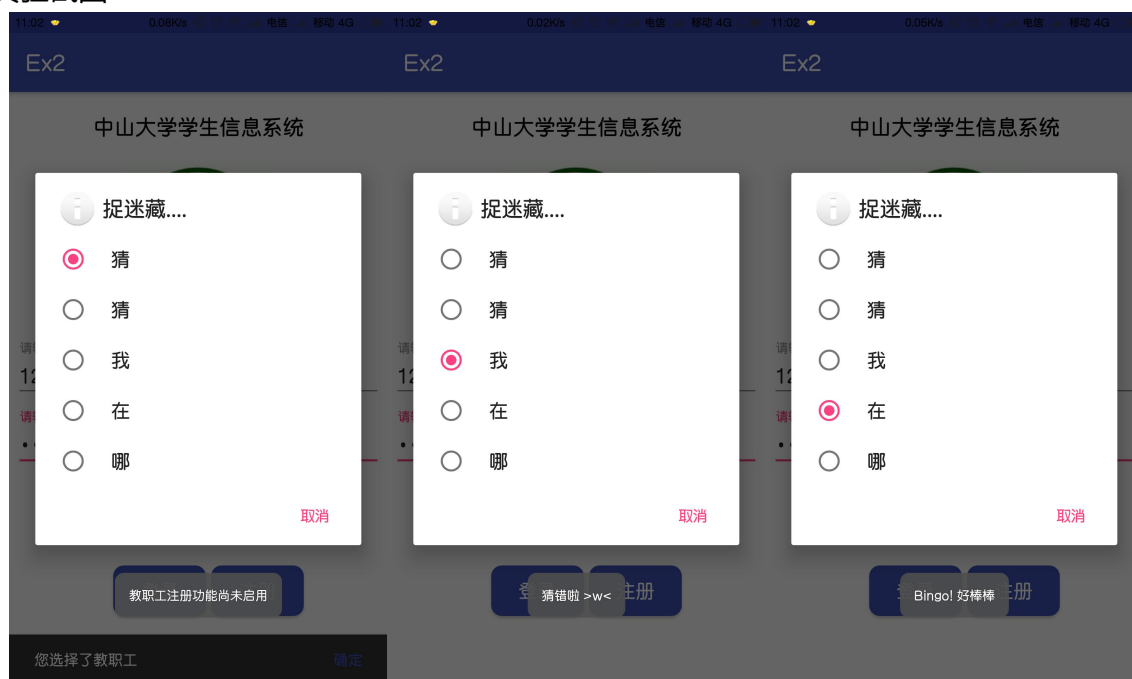 11:02 0.08K/s 电信 移动 4G
Ex2
中山大学学生信息系统
捉迷藏....
猜
猜
我
在
哪
取消
12
教职工注册功能尚未启用
您选择了教职工 确定
11:02 0.02K/s 电信 移动 4G
Ex2
中山大学学生信息系统
捉迷藏....
猜
猜
我
在
哪
取消
12
猜错啦 >w<
注册
11:02 0.05K/s 电信 移动 4G
Ex2
中山大学学生信息系统
捉迷藏....
猜
猜
我
在
哪
取消
12
Bingo! 好棒棒
注册